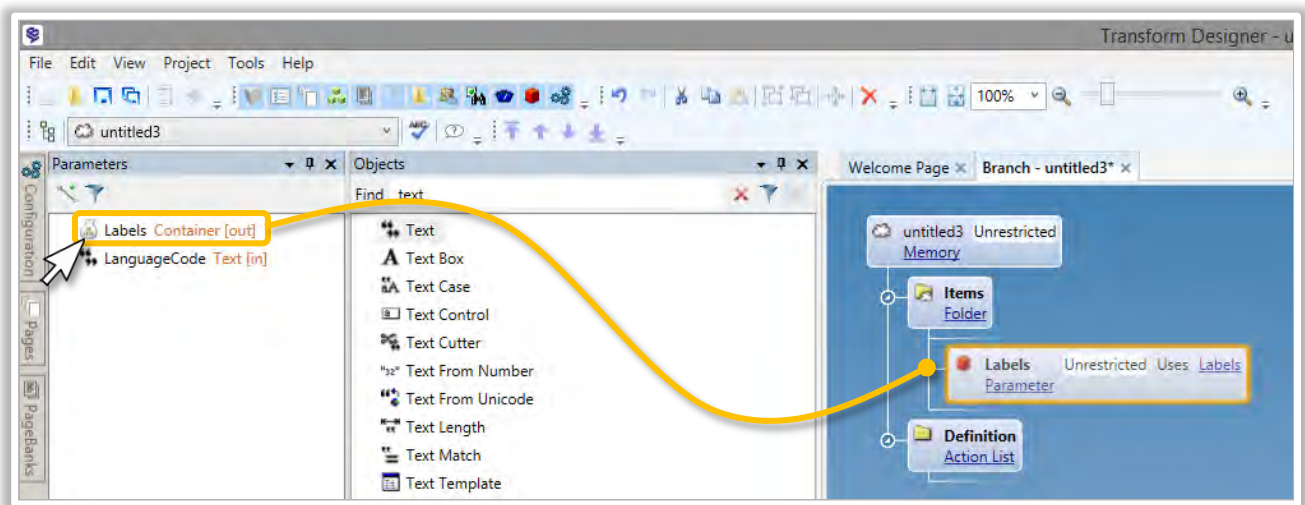 Transform Designer - u
File Edit View Project Tools Help
100%
untitled3
ABC
Parameters
Objects
Welcome Page
Branch - untitled3*
Find text
Configuration
Pages
PageBanks
Labels Container [out]
LanguageCode Text [in]
Text
Text Box
Text Case
Text Control
Text Cutter
Text From Number
Text From Unicode
Text Length
Text Match
Text Template
untitled3 Unrestricted
Memory
Items
Folder
Labels Unrestricted Uses Labels
Parameter
Definition
Action List